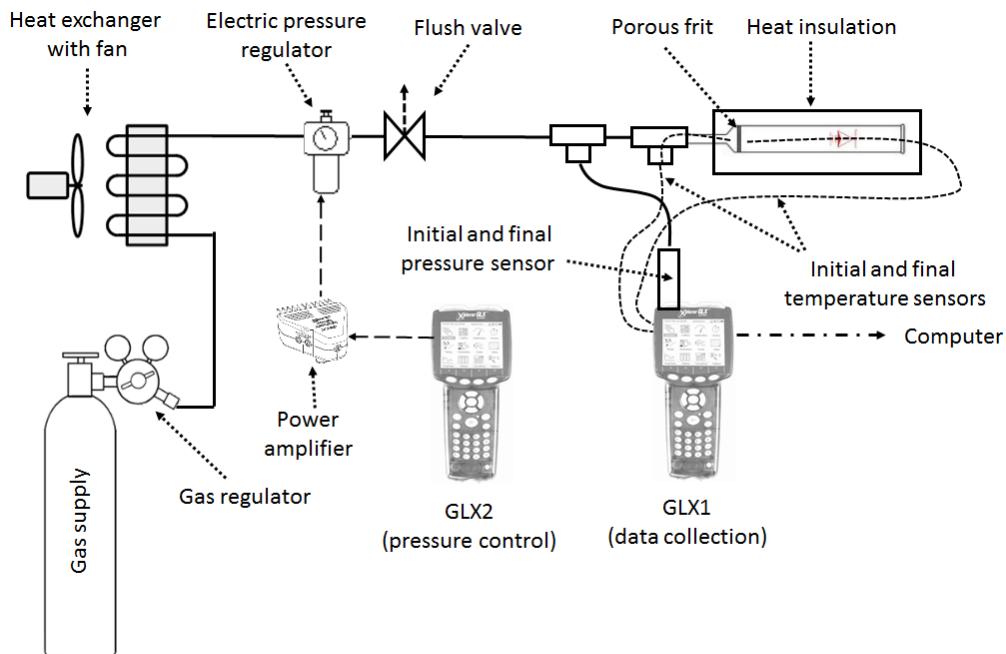 Heat exchanger
with fan
Electric pressure
regulator
Flush valve
Porous frit
Heat insulation
Initial and final
pressure sensor
Initial and final
temperature sensors
Computer
Power
amplifier
Gas regulator
Gas supply
GLX2
(pressure control)
GLX1
(data collection)